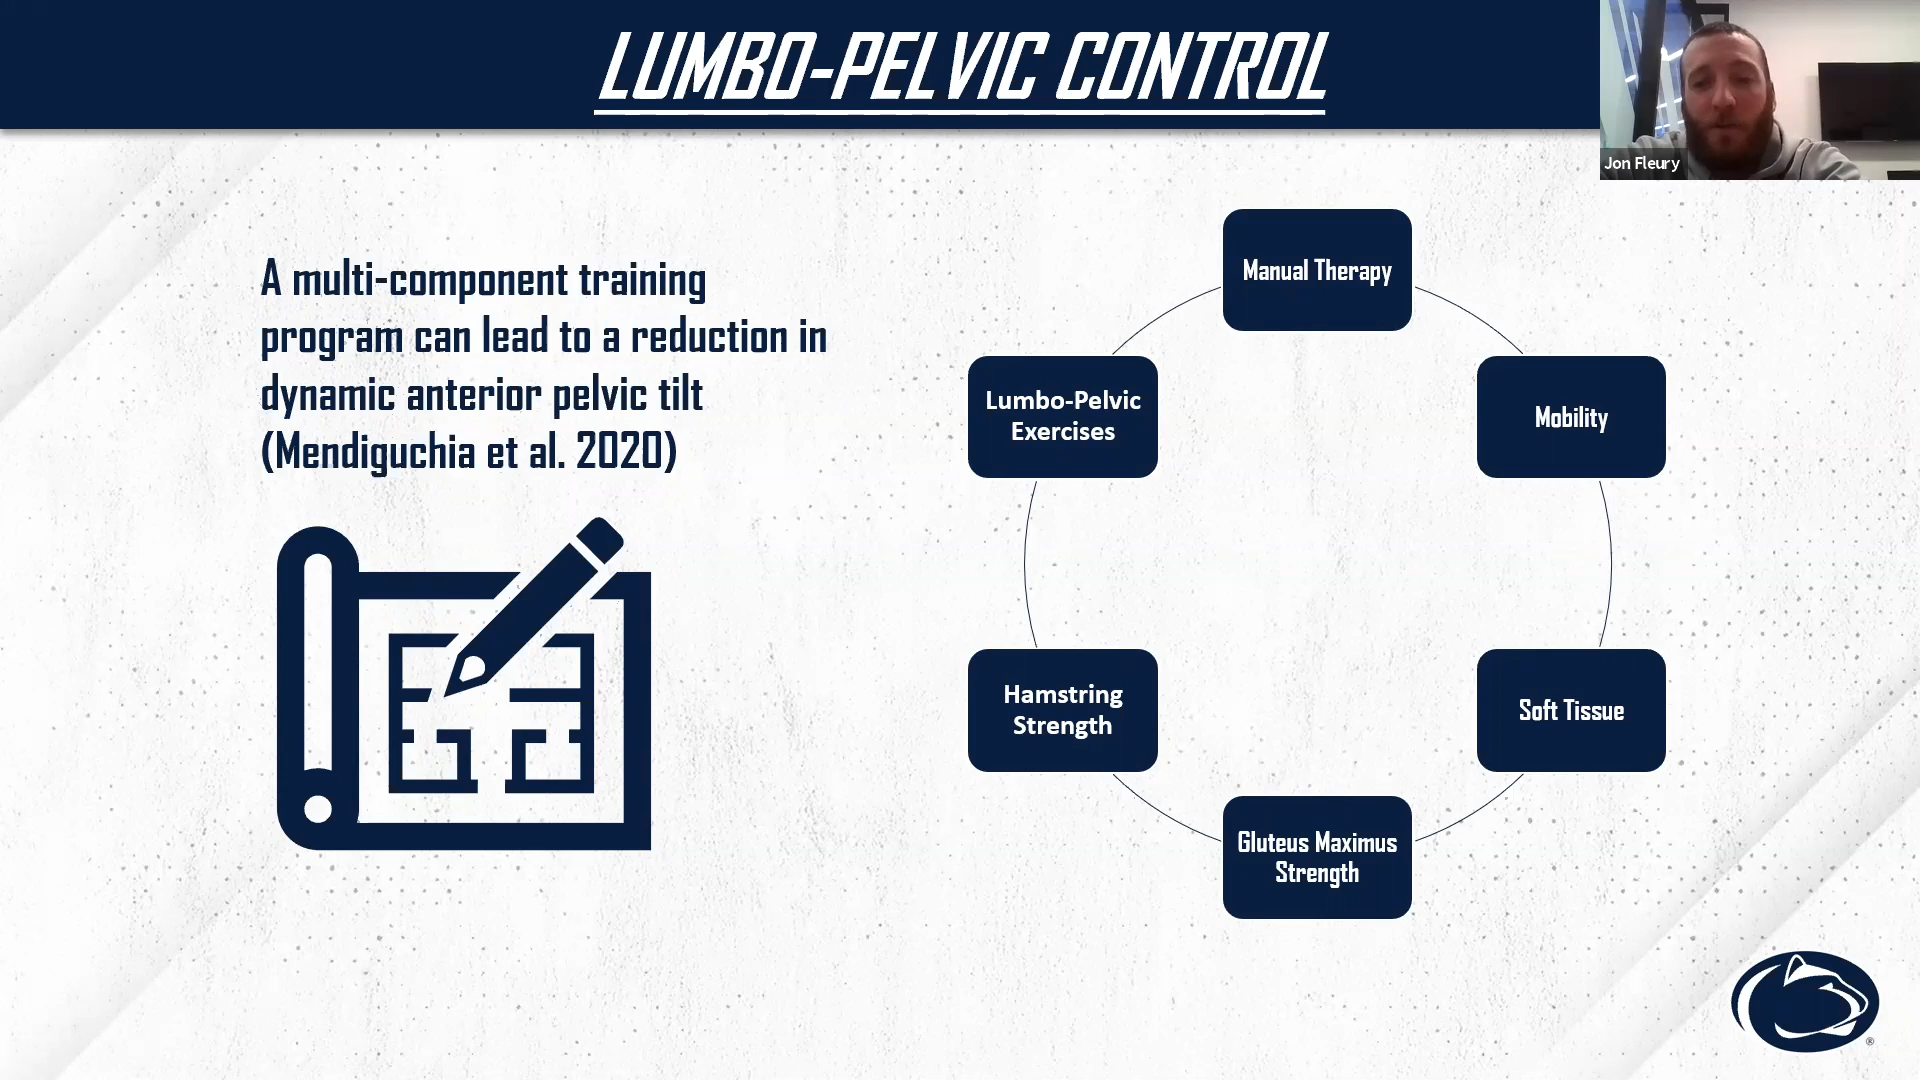 LUMBO-PELVIC CONTROL
Jon Fleury
A multi-component training
program can lead to a reduction in
dynamic anterior pelvic tilt
(Mendiguchia et al. 2020)
Manual Therapy
Mobility
Soft Tissue
Gluteus Maximus
Strength
Hamstring
Strength
Lumbo-Pelvic
Exercises
®